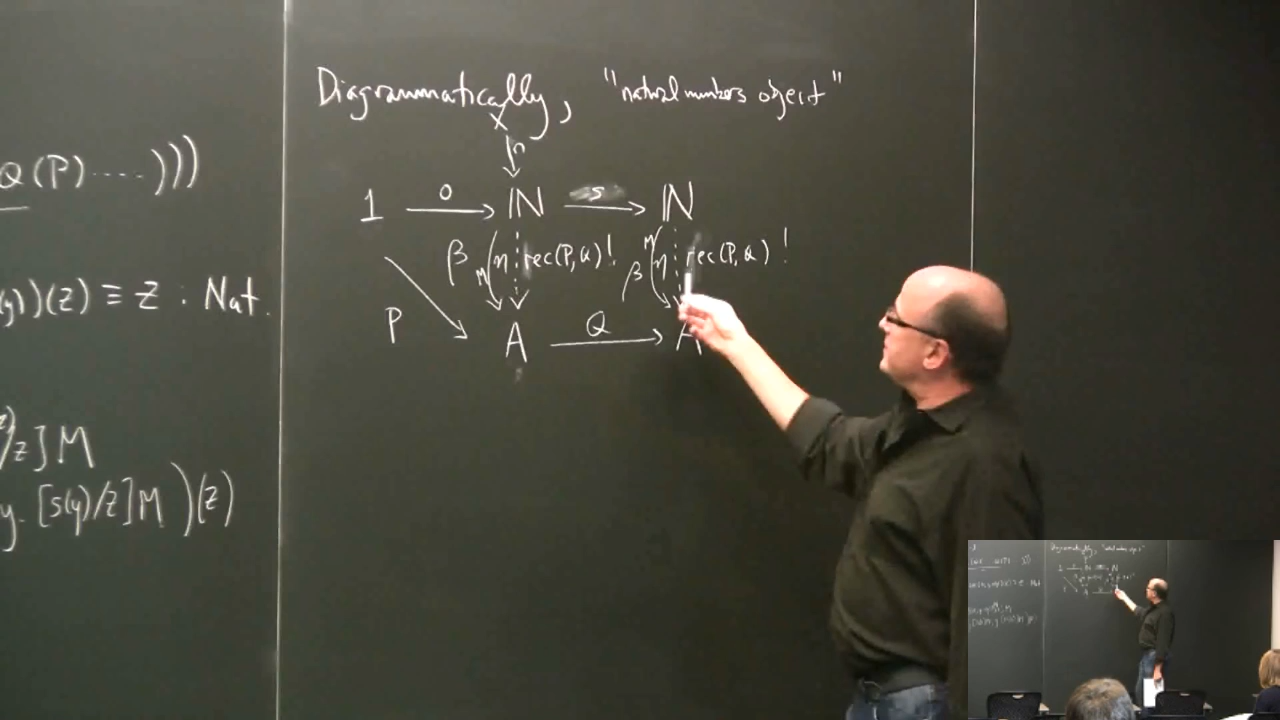 Diagrammatically, "natural numbers object"
X
n
1 0 ℕ s ℕ
β M η rec(P,Q)! β M η rec(P,Q)!
P A Q A
Q(P)....)))
y))(z) ≡ z : Nat.
/z]M
y. [s(y)/z]M)(z)